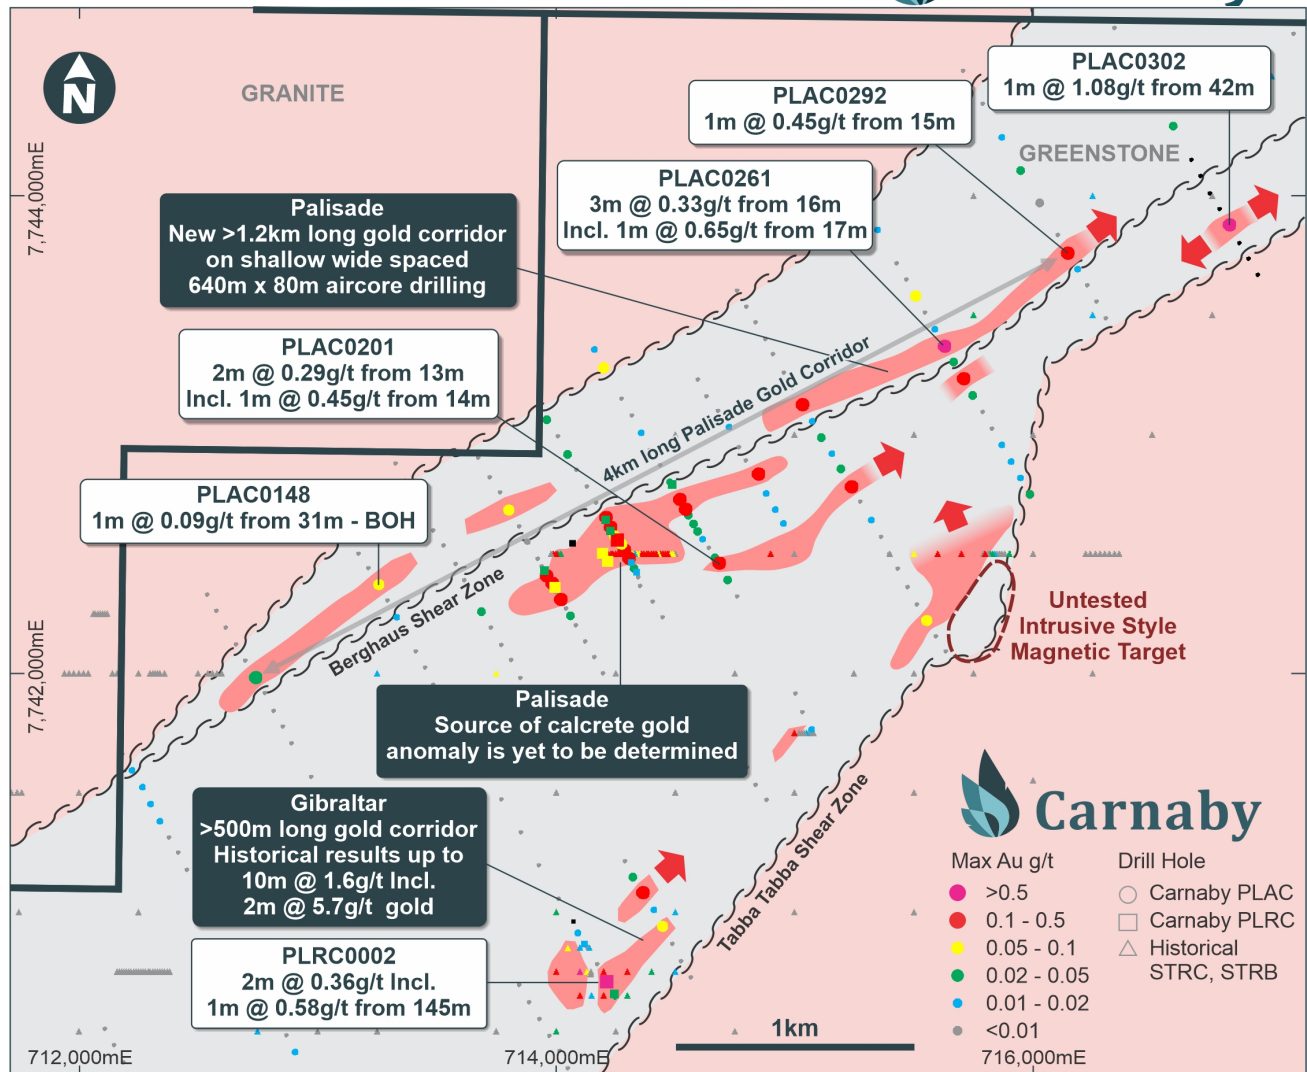 N
GRANITE
PLAC0302
1m @ 1.08g/t from 42m
PLAC0292
1m @ 0.45g/t from 15m
GREENSTONE
PLAC0261
3m @ 0.33g/t from 16m
Incl. 1m @ 0.65g/t from 17m
7,744,000mE
Palisade
New >1.2km long gold corridor
on shallow wide spaced
640m x 80m aircore drilling
PLAC0201
2m @ 0.29g/t from 13m
Incl. 1m @ 0.45g/t from 14m
4km long Palisade Gold Corridor
PLAC0148
1m @ 0.09g/t from 31m - BOH
Berghaus Shear Zone
Untested
Intrusive Style
Magnetic Target
7,742,000mE
Palisade
Source of calcrete gold
anomaly is yet to be determined
Gibraltar
>500m long gold corridor
Historical results up to
10m @ 1.6g/t Incl.
2m @ 5.7g/t gold
Tabba Tabba Shear Zone
PLRC0002
2m @ 0.36g/t Incl.
1m @ 0.58g/t from 145m
Carnaby
Max Au g/t
>0.5
0.1 - 0.5
0.05 - 0.1
0.02 - 0.05
0.01 - 0.02
<0.01
Drill Hole
Carnaby PLAC
Carnaby PLRC
Historical
STRC, STRB
1km
712,000mE
714,000mE
716,000mE